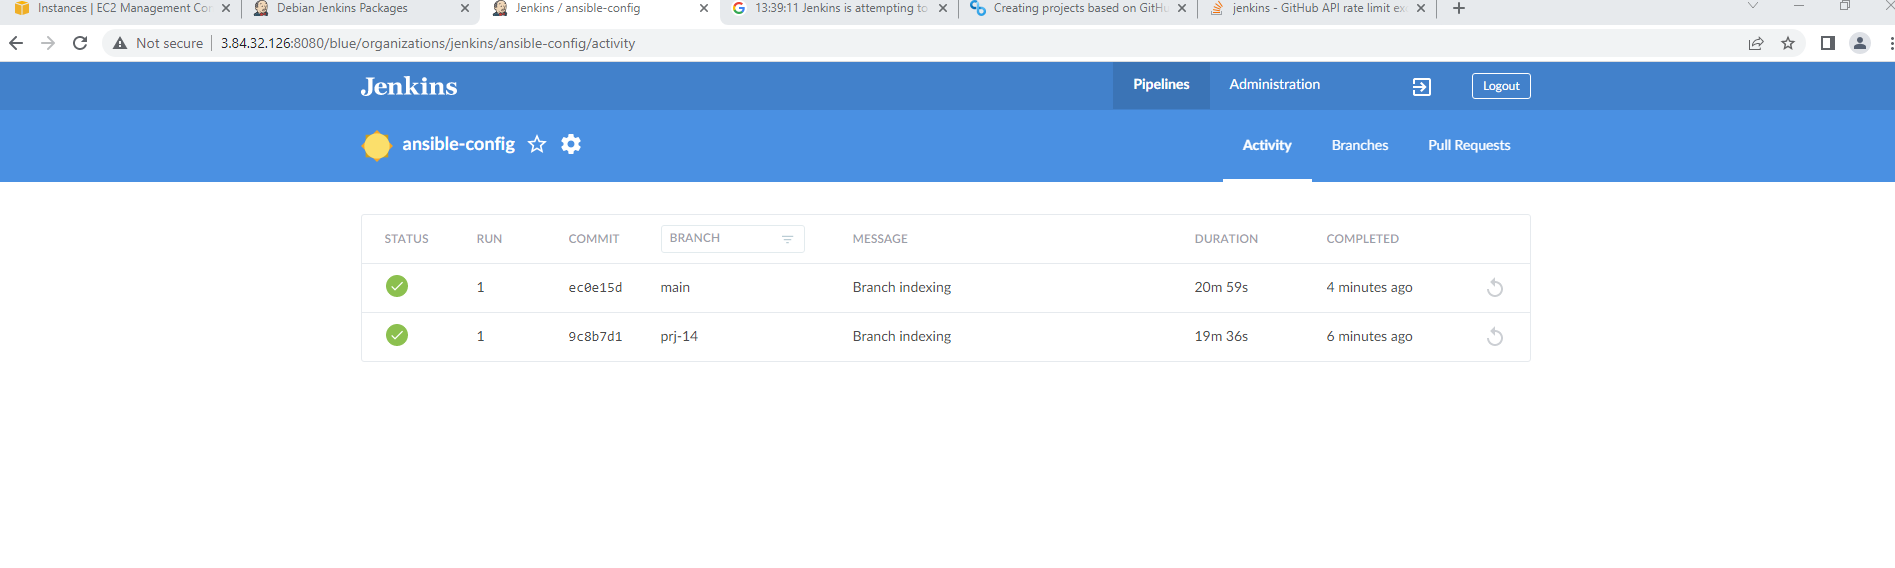 Instances | EC2 Management Cor
Debian Jenkins Packages
Jenkins / ansible-config
13:39:11 Jenkins is attempting to
Creating projects based on GitHu
jenkins - GitHub API rate limit exc
Not secure
3.84.32.126:8080/blue/organizations/jenkins/ansible-config/activity
Jenkins
Pipelines
Administration
Logout
ansible-config
Activity
Branches
Pull Requests
STATUS RUN COMMIT BRANCH MESSAGE DURATION COMPLETED
1 ec0e15d main Branch indexing 20m 59s 4 minutes ago
1 9c8b7d1 prj-14 Branch indexing 19m 36s 6 minutes ago